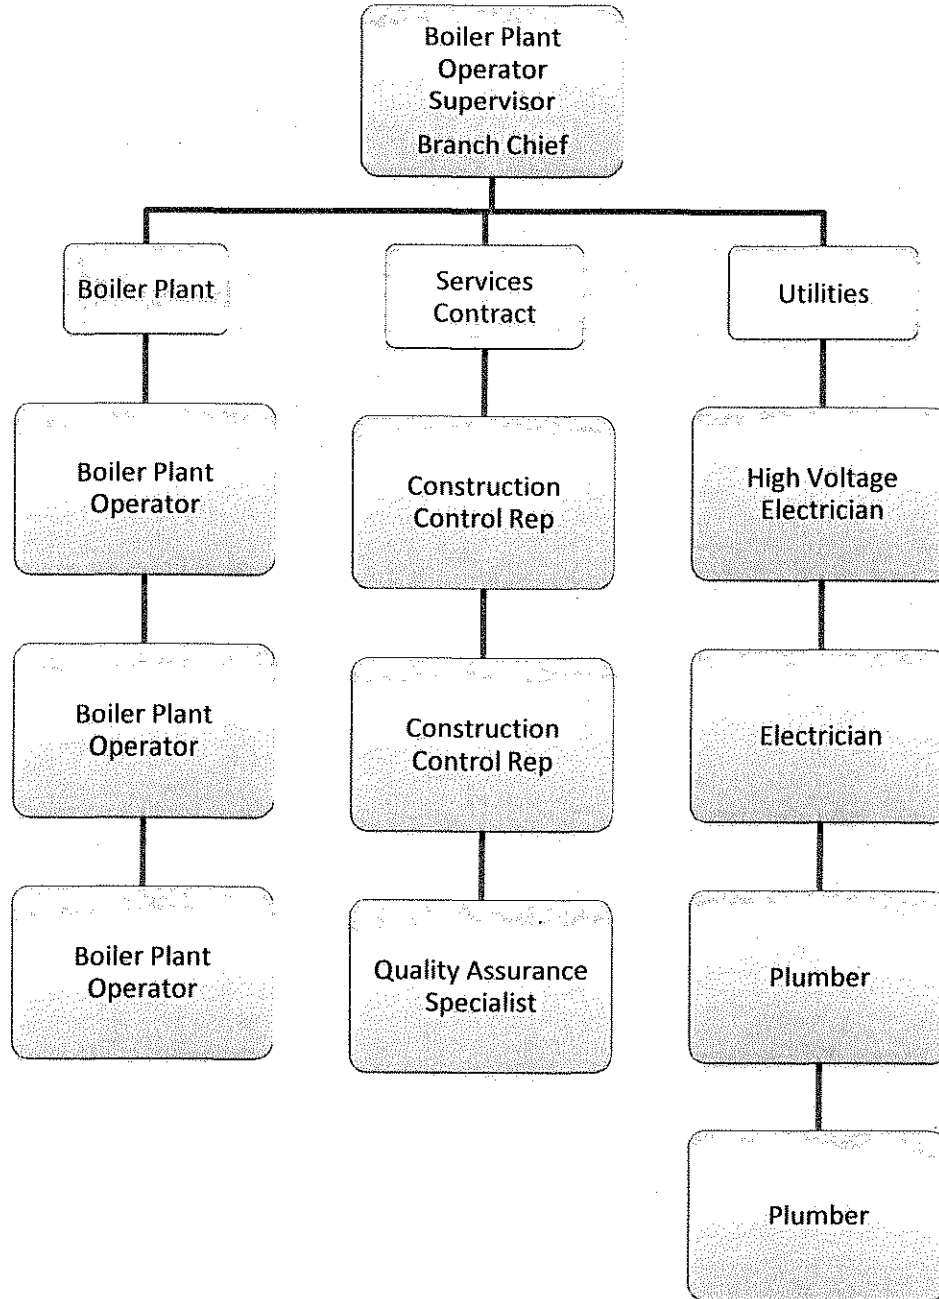 Boiler Plant
Operator
Supervisor
Branch Chief
Boiler Plant
Services
Contract
Utilities
Boiler Plant
Operator
Construction
Control Rep
High Voltage
Electrician
Boiler Plant
Operator
Construction
Control Rep
Electrician
Boiler Plant
Operator
Quality Assurance
Specialist
Plumber
Plumber